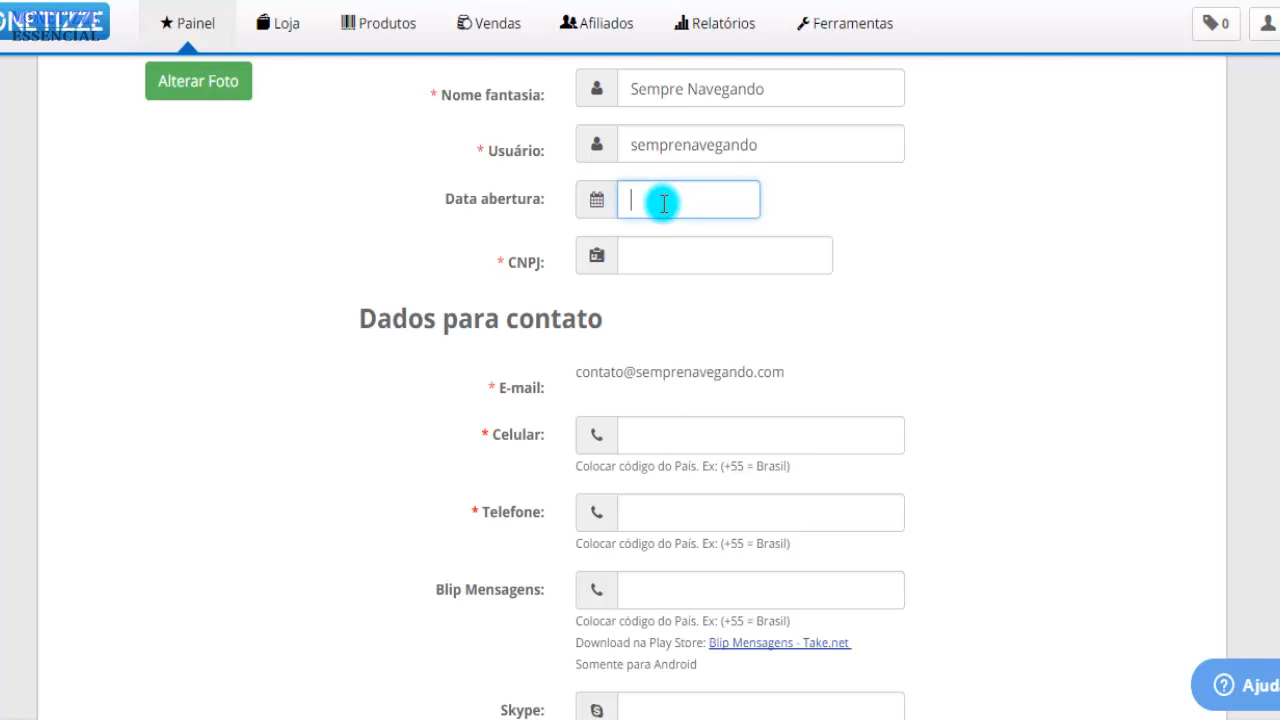 Painel Loja Produtos Vendas Afiliados Relatórios Ferramentas 0
ESSENCIAL
Alterar Foto
* Nome fantasia: Sempre Navegando
* Usuário: semprenavegando
Data abertura:
* CNPJ:
Dados para contato
* E-mail: contato@semprenavegando.com
* Celular:
Colocar código do País. Ex: (+55 = Brasil)
* Telefone:
Colocar código do País. Ex: (+55 = Brasil)
Blip Mensagens:
Colocar código do País. Ex: (+55 = Brasil)
Download na Play Store: Blip Mensagens - Take.net
Somente para Android
Skype:
? Ajud